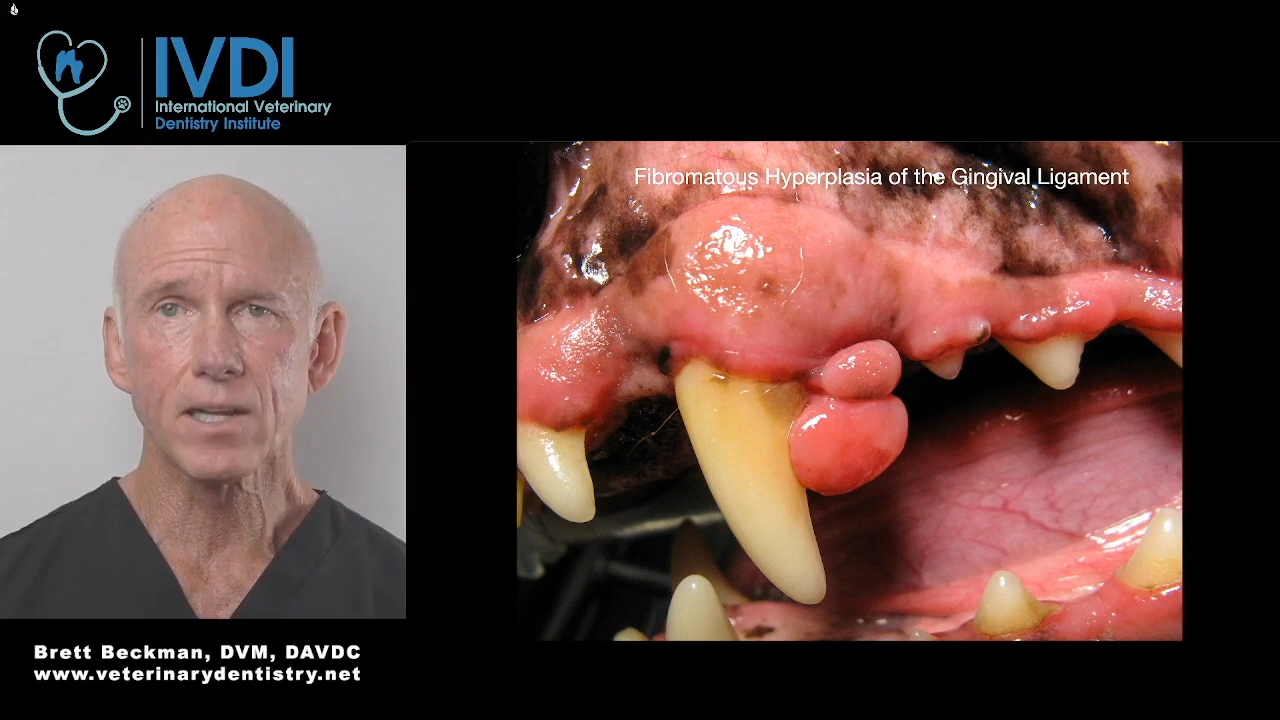 IVDI
International Veterinary
Dentistry Institute
Fibromatous Hyperplasia of the Gingival Ligament
Brett Beckman, DVM, DAVDC
www.veterinarydentistry.net